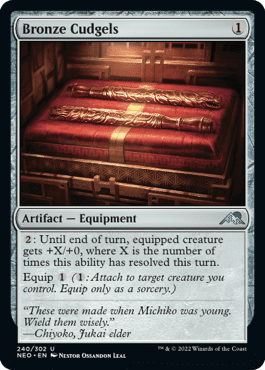 Bronze Cudgels 1
Artifact — Equipment
2: Until end of turn, equipped creature
gets +X/+0, where X is the number of
times this ability has resolved this turn.
Equip 1 (1: Attach to target creature you
control. Equip only as a sorcery.)
“These were made when Michiko was young.
Wield them wisely.”
—Chiyoko, Jukai elder
240/302 U
NEO • EN Nestor Ossandon Leal
™ & © 2022 Wizards of the Coast